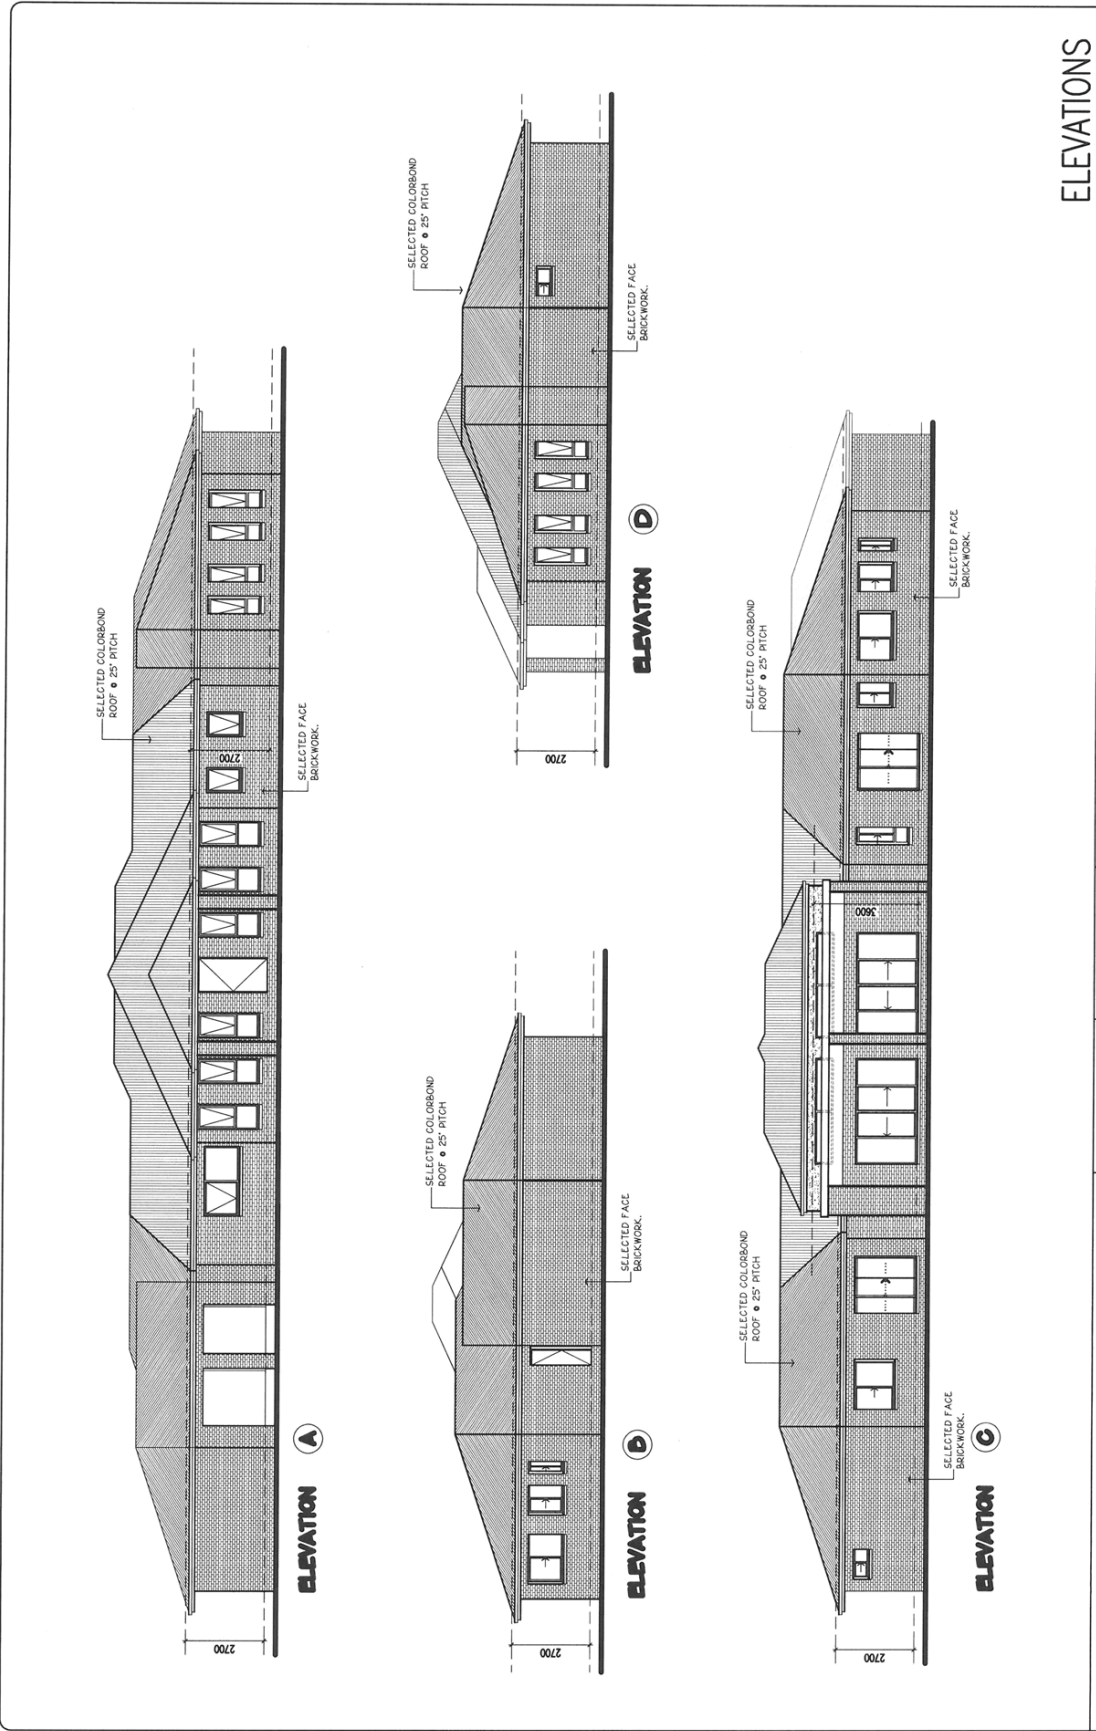 SELECTED COLORBOND
ROOF @ 25° PITCH
2700
2700
SELECTED FACE
BRICKWORK.
ELEVATION A
SELECTED COLORBOND
ROOF @ 25° PITCH
2700
SELECTED FACE
BRICKWORK.
ELEVATION B
SELECTED COLORBOND
ROOF @ 25° PITCH
2700
SELECTED FACE
BRICKWORK.
ELEVATION D
SELECTED COLORBOND
ROOF @ 25° PITCH
SELECTED COLORBOND
ROOF @ 25° PITCH
2700
3600
SELECTED FACE
BRICKWORK.
SELECTED FACE
BRICKWORK.
ELEVATION C
ELEVATIONS